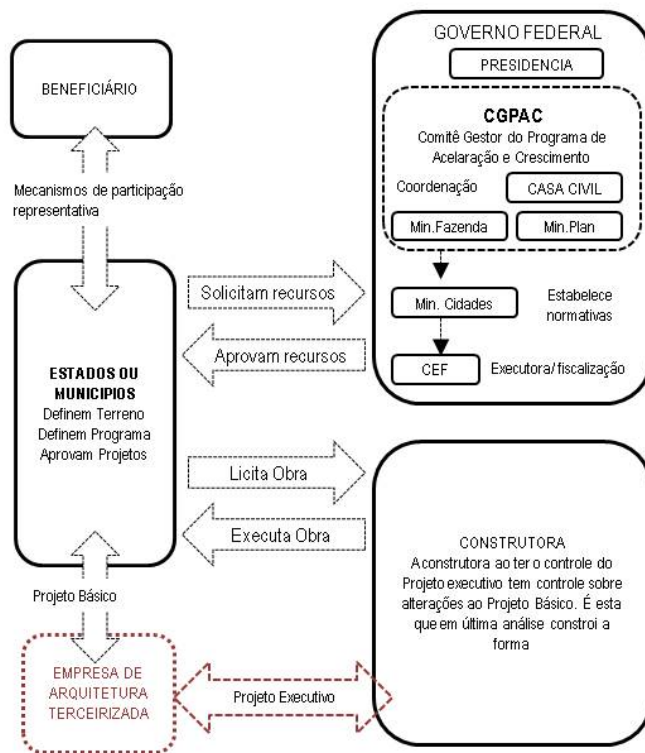 GOVERNO FEDERAL
PRESIDENCIA
BENEFICIÁRIO
CGPAC
Comitê Gestor do Programa de
Acelaração e Crescimento
Coordenação
CASA CIVIL
Min.Fazenda
Min.Plan
Mecanismos de participação
representativa
Solicitam recursos
Min. Cidades
Estabelece
normativas
Aprovam recursos
CEF
Executora/ fiscalização
ESTADOS OU
MUNICIPIOS
Definem Terreno
Definem Programa
Aprovam Projetos
Licita Obra
Executa Obra
CONSTRUTORA
A construtora ao ter o controle do
Projeto executivo tem controle sobre
alterações ao Projeto Básico. É esta
que em última análise constroi a
forma
Projeto Básico
EMPRESA DE
ARQUITETURA
TERCEIRIZADA
Projeto Executivo